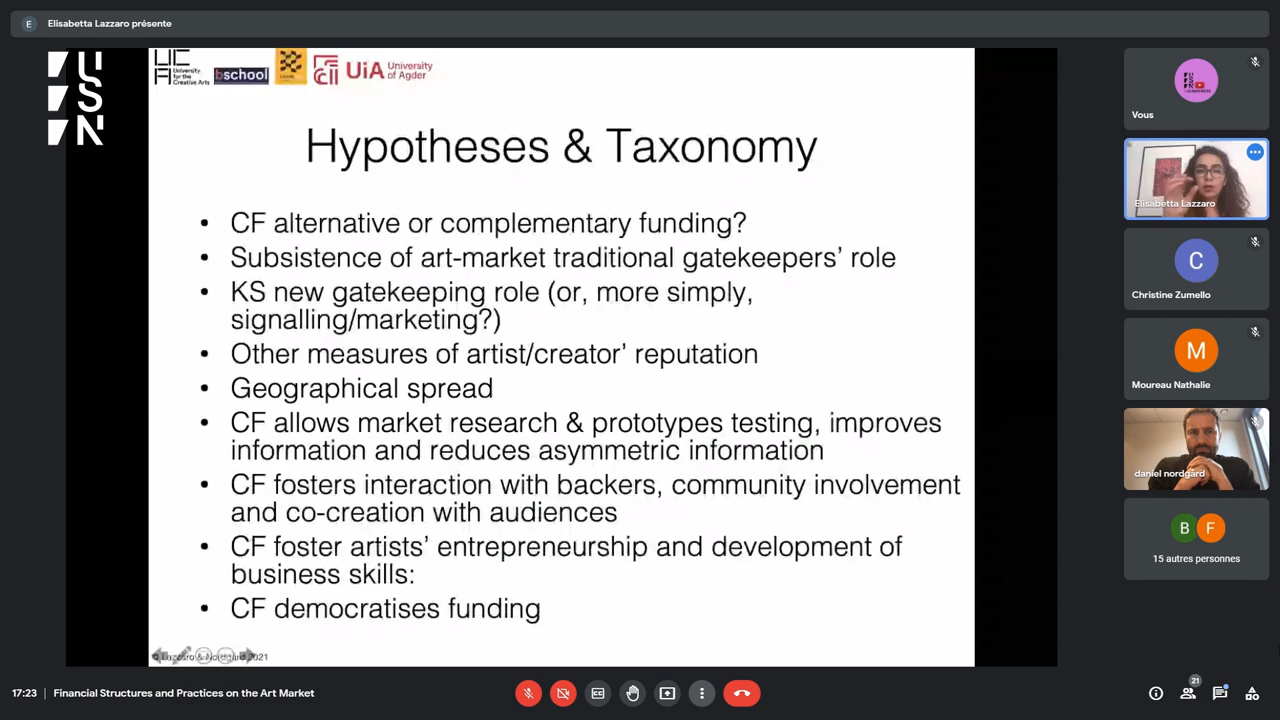 E Elisabetta Lazzaro présente
USN
UCA University for the Creative Arts
bschool
UiA University of Agder
Hypotheses & Taxonomy
• CF alternative or complementary funding?
• Subsistence of art-market traditional gatekeepers’ role
• KS new gatekeeping role (or, more simply,
signalling/marketing?)
• Other measures of artist/creator’ reputation
• Geographical spread
• CF allows market research & prototypes testing, improves
information and reduces asymmetric information
• CF fosters interaction with backers, community involvement
and co-creation with audiences
• CF foster artists’ entrepreneurship and development of
business skills:
• CF democratises funding
© Lazzaro & Nordgård 2021
Vous
Elisabetta Lazzaro
C
Christine Zumello
M
Moureau Nathalie
daniel nordgård
B F
15 autres personnes
17:23 | Financial Structures and Practices on the Art Market
CC
21